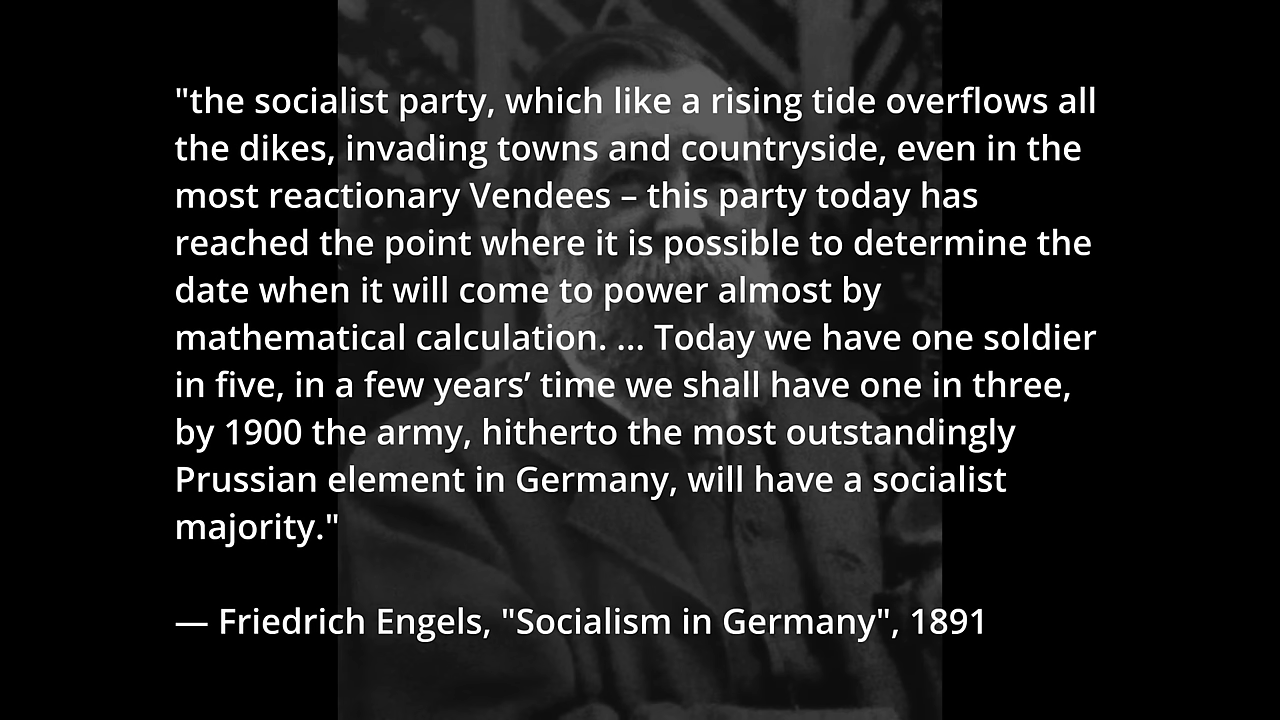 "the socialist party, which like a rising tide overflows all
the dikes, invading towns and countryside, even in the
most reactionary Vendees – this party today has
reached the point where it is possible to determine the
date when it will come to power almost by
mathematical calculation. ... Today we have one soldier
in five, in a few years’ time we shall have one in three,
by 1900 the army, hitherto the most outstandingly
Prussian element in Germany, will have a socialist
majority."
— Friedrich Engels, "Socialism in Germany", 1891